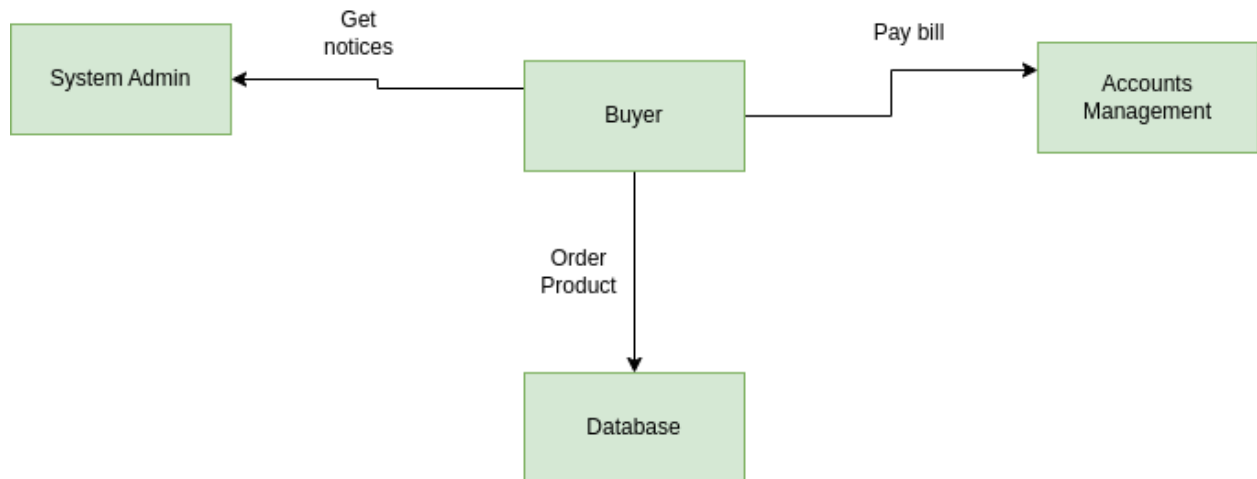 Get
notices
Pay bill
System Admin
Buyer
Accounts
Management
Order
Product
Database